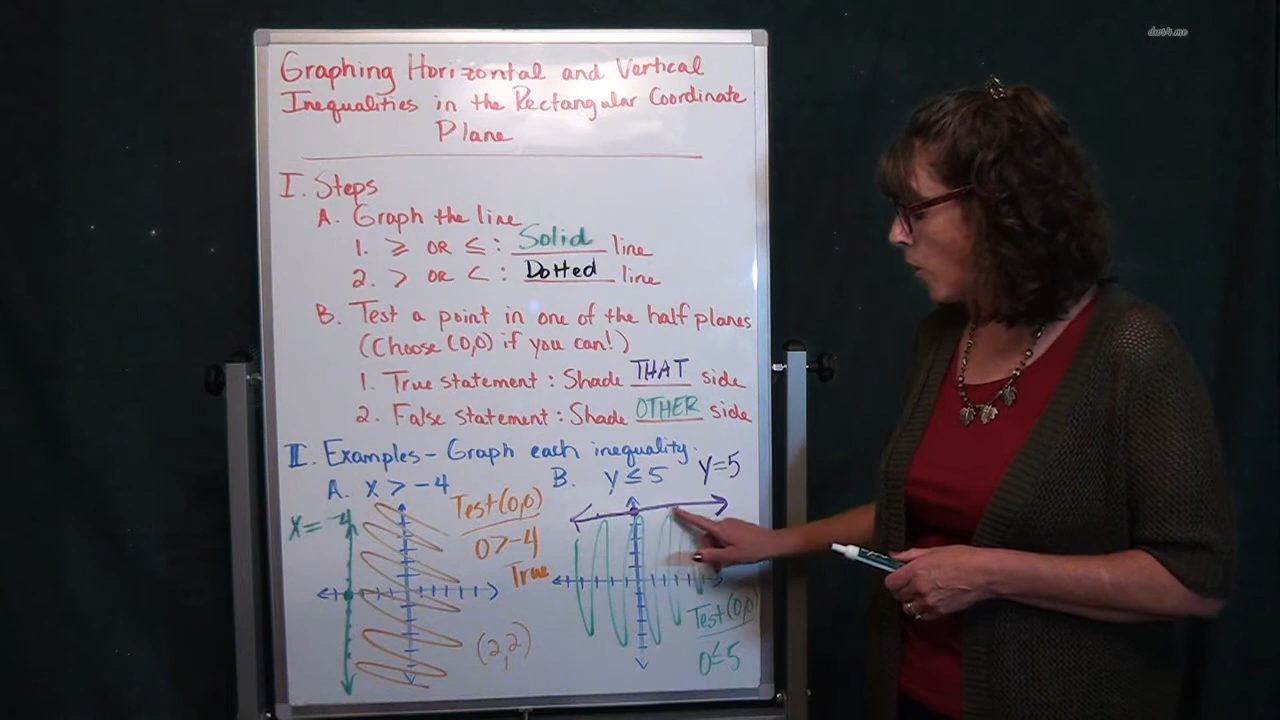 dwt4.me
Graphing Horizontal and Vertical
Inequalities in the Rectangular Coordinate
Plane
I. Steps
A. Graph the line
1. ≥ OR ≤ : Solid line
2. > OR < : Dotted line
B. Test a point in one of the half planes
(Choose (0,0) if you can!)
1. True statement : Shade THAT side
2. False statement : Shade OTHER side
II. Examples - Graph each inequality.
A. x > -4
x = -4
Test (0,0)
0 > -4
True
(2,2)
B. y ≤ 5
y = 5
Test (0,0)
0 ≤ 5